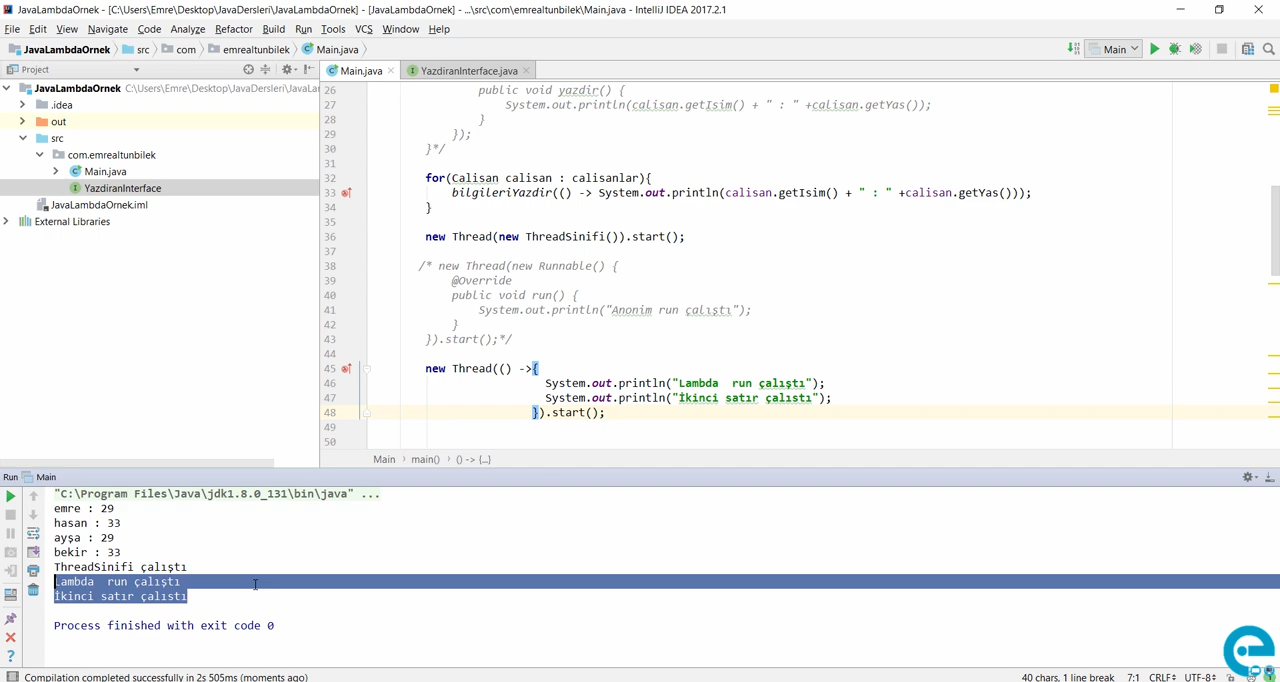 JavaLambdaOrnek - [C:\Users\Emre\Desktop\JavaDersleri\JavaLambdaOrnek] - [JavaLambdaOrnek] - ...\src\com\emrealtunbilek\Main.java - IntelliJ IDEA 2017.2.1
File Edit View Navigate Code Analyze Refactor Build Run Tools VCS Window Help
JavaLambdaOrnek src com emrealtunbilek Main.java Main
Project Main.java YazdiranInterface.java
JavaLambdaOrnek C:\Users\Emre\Desktop\JavaDersleri\JavaLar
.idea
out
src
com.emrealtunbilek
Main.java
YazdiranInterface
JavaLambdaOrnek.iml
External Libraries
26 public void yazdir() {
27 System.out.println(calisan.getIsim() + " : " +calisan.getYas());
28 }
29 });
30 }*/
31
32 for(Calisan calisan : calisanlar){
33 bilgileriYazdir(() -> System.out.println(calisan.getIsim() + " : " +calisan.getYas()));
34 }
35
36 new Thread(new ThreadSinifi()).start();
37
38 /* new Thread(new Runnable() {
39 @Override
40 public void run() {
41 System.out.println("Anonim run çalıştı");
42 }
43 }).start();*/
44
45 new Thread(() ->{
46 System.out.println("Lambda  run çalıştı");
47 System.out.println("İkinci satır çalıstı");
48 }).start();
49
50
Main main() () -> {...}
Run Main
"C:\Program Files\Java\jdk1.8.0_131\bin\java" ...
emre : 29
hasan : 33
ayşa : 29
bekir : 33
ThreadSinifi çalıştı
Lambda  run çalıştı
İkinci satır çalıstı
Process finished with exit code 0
Compilation completed successfully in 2s 505ms (moments ago) 40 chars, 1 line break 7:1 CRLF UTF-8